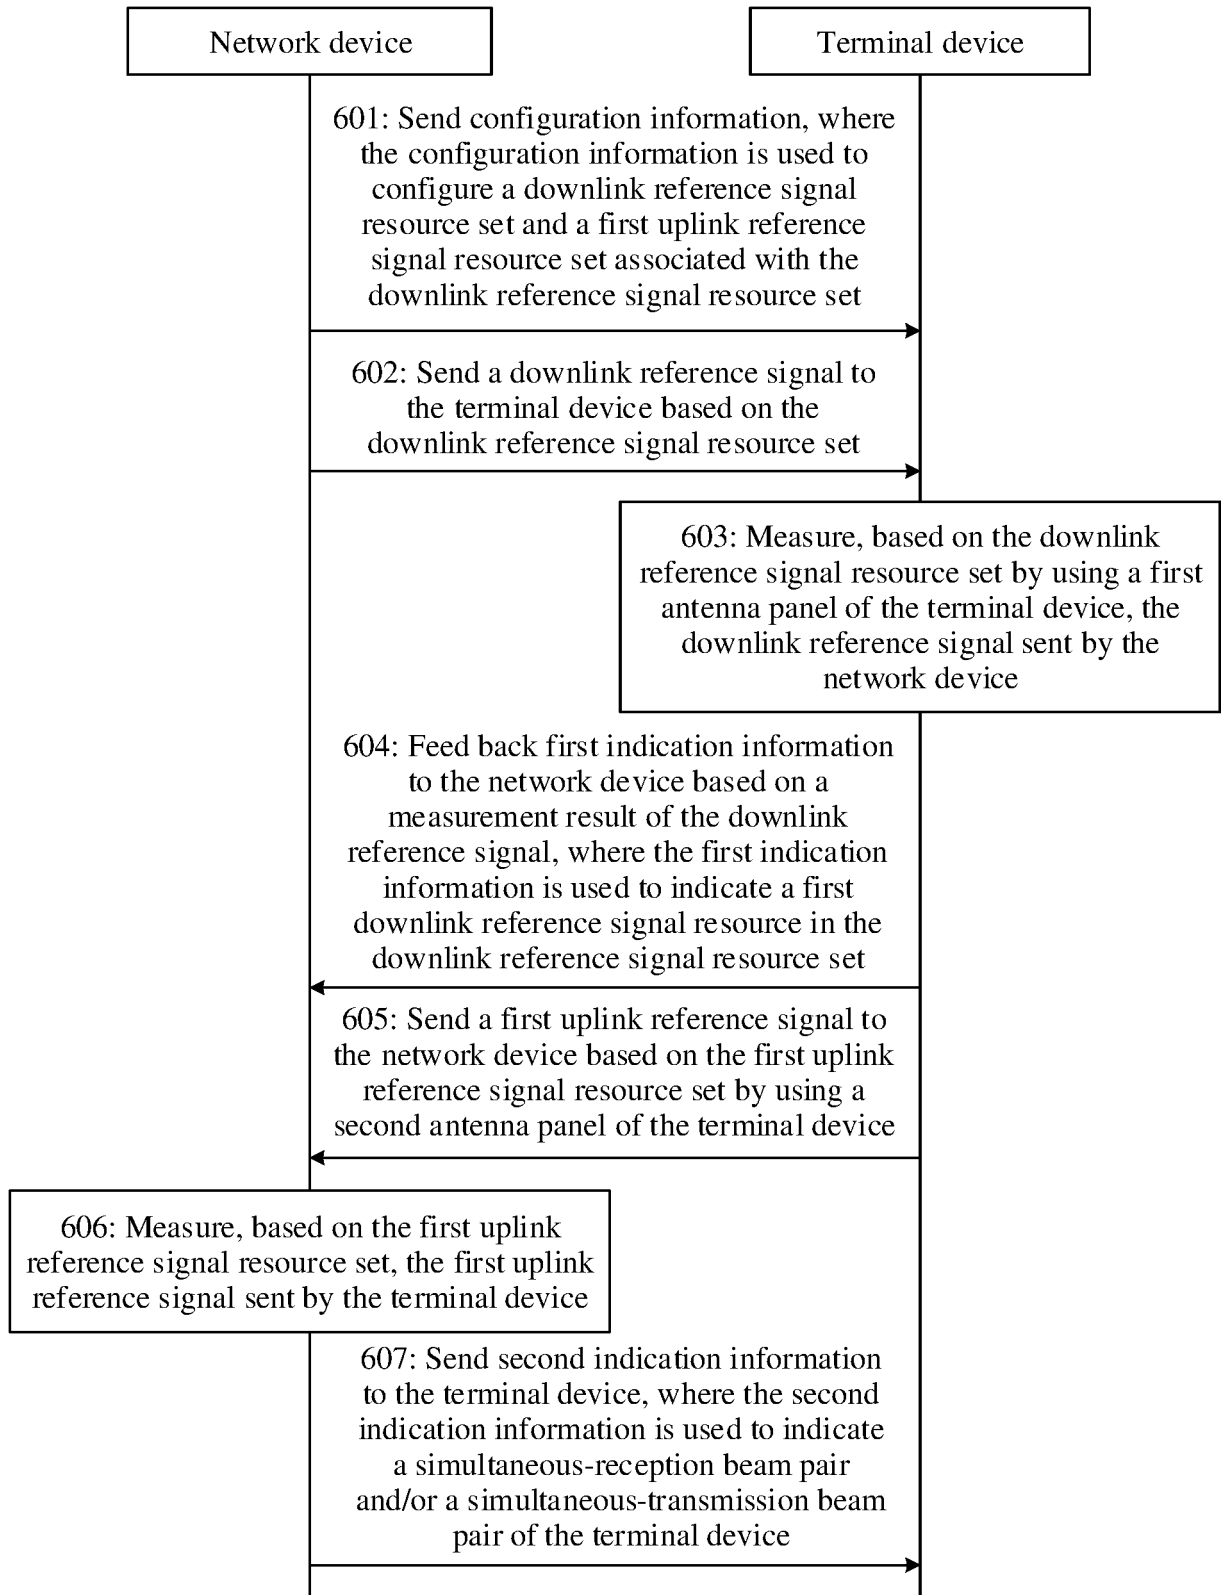 Network device
Terminal device
601: Send configuration information, where
the configuration information is used to
configure a downlink reference signal
resource set and a first uplink reference
signal resource set associated with the
downlink reference signal resource set
602: Send a downlink reference signal to
the terminal device based on the
downlink reference signal resource set
603: Measure, based on the downlink
reference signal resource set by using a first
antenna panel of the terminal device, the
downlink reference signal sent by the
network device
604: Feed back first indication information
to the network device based on a
measurement result of the downlink
reference signal, where the first indication
information is used to indicate a first
downlink reference signal resource in the
downlink reference signal resource set
605: Send a first uplink reference signal to
the network device based on the first uplink
reference signal resource set by using a
second antenna panel of the terminal device
606: Measure, based on the first uplink
reference signal resource set, the first uplink
reference signal sent by the terminal device
607: Send second indication information
to the terminal device, where the second
indication information is used to indicate
a simultaneous-reception beam pair
and/or a simultaneous-transmission beam
pair of the terminal device